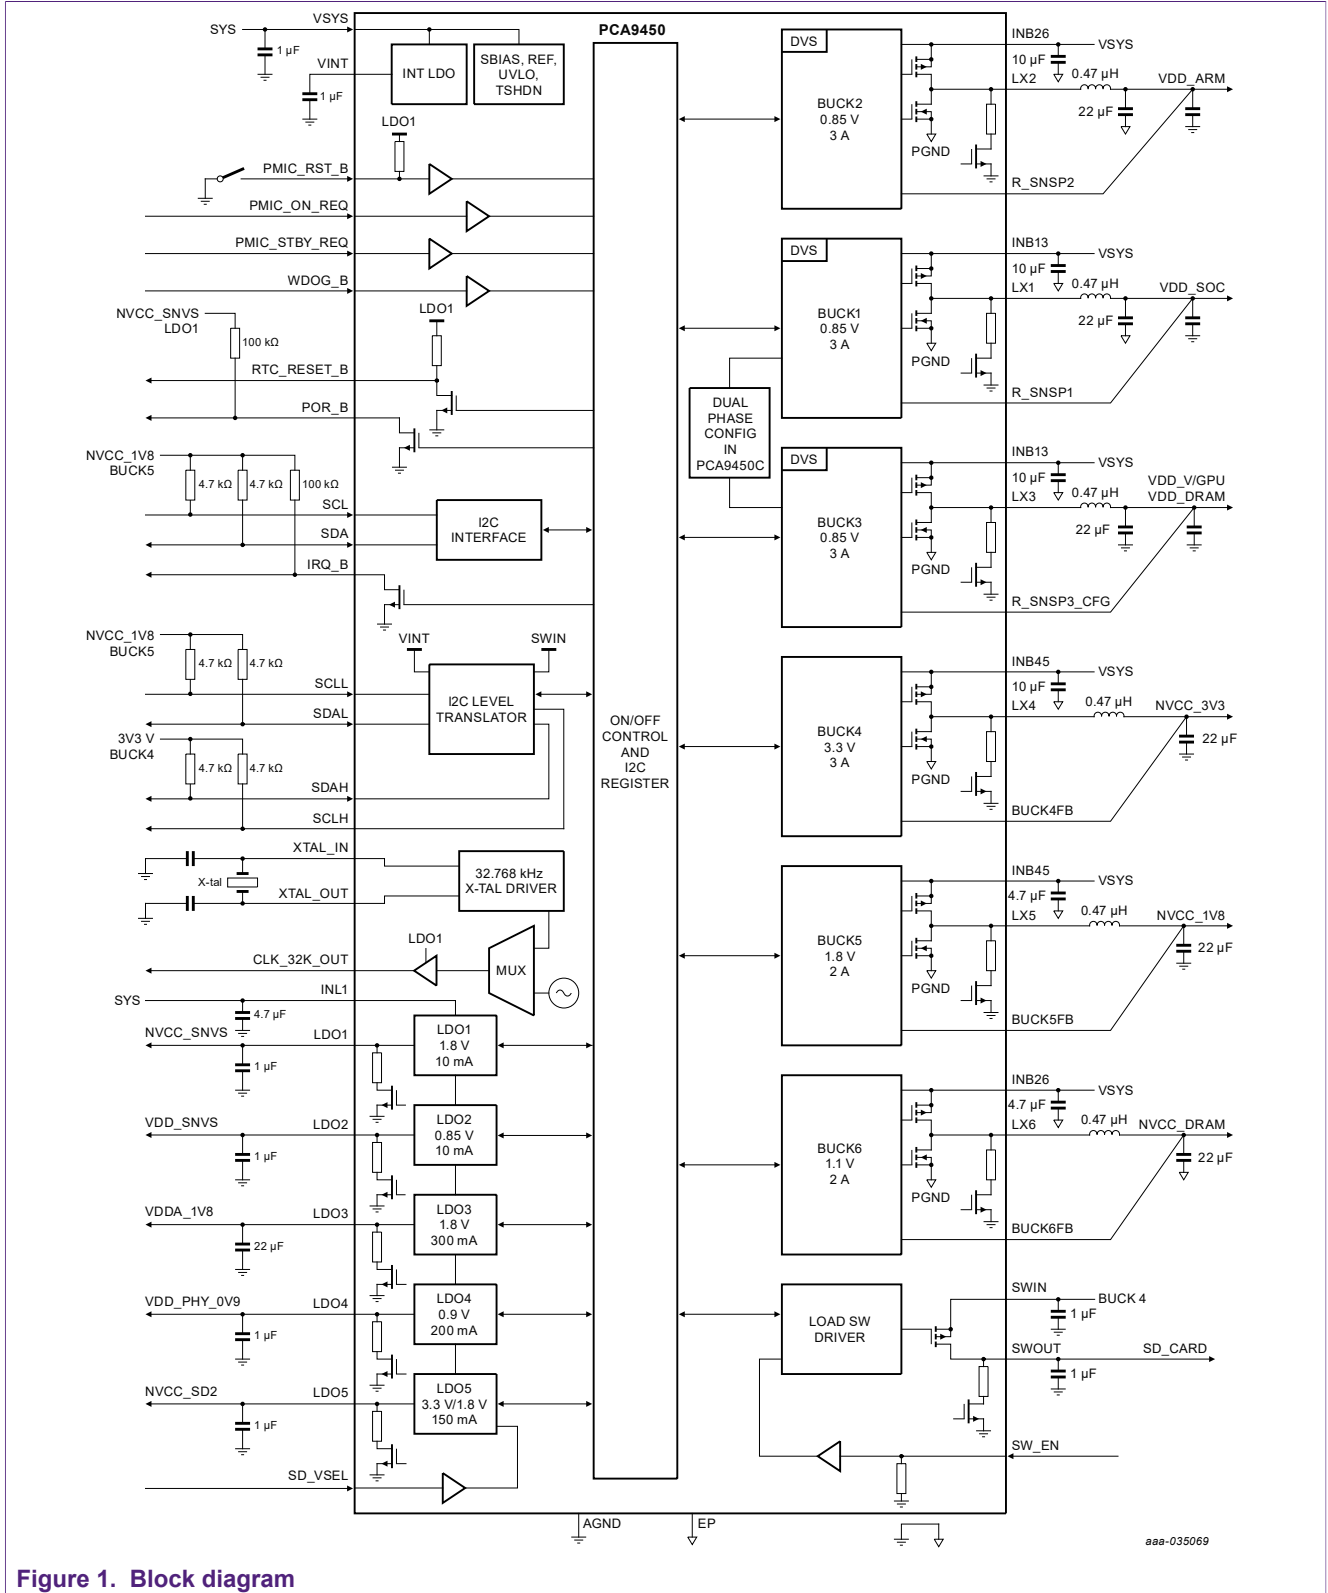 PCA9450
VSYS
SYS
1 µF
VINT
1 µF
INT LDO
SBIAS, REF,
UVLO,
TSHDN
LDO1
PMIC_RST_B
PMIC_ON_REQ
PMIC_STBY_REQ
WDOG_B
NVCC_SNVS
LDO1
100 kΩ
LDO1
RTC_RESET_B
POR_B
NVCC_1V8
BUCK5
4.7 kΩ
4.7 kΩ
100 kΩ
SCL
SDA
IRQ_B
I2C
INTERFACE
NVCC_1V8
BUCK5
4.7 kΩ
4.7 kΩ
VINT
SWIN
SCLL
SDAL
I2C LEVEL
TRANSLATOR
3V3 V
BUCK4
4.7 kΩ
4.7 kΩ
SDAH
SCLH
XTAL_IN
X-tal
XTAL_OUT
32.768 kHz
X-TAL DRIVER
LDO1
CLK_32K_OUT
MUX
INL1
SYS
4.7 µF
NVCC_SNVS
LDO1
1 µF
LDO1
1.8 V
10 mA
VDD_SNVS
LDO2
1 µF
LDO2
0.85 V
10 mA
VDDA_1V8
LDO3
22 µF
LDO3
1.8 V
300 mA
VDD_PHY_0V9
LDO4
1 µF
LDO4
0.9 V
200 mA
NVCC_SD2
LDO5
1 µF
LDO5
3.3 V/1.8 V
150 mA
SD_VSEL
ON/OFF
CONTROL
AND
I2C
REGISTER
DVS
BUCK2
0.85 V
3 A
PGND
INB26
VSYS
10 µF
LX2
0.47 µH
VDD_ARM
22 µF
R_SNSP2
DVS
BUCK1
0.85 V
3 A
PGND
INB13
VSYS
10 µF
LX1
0.47 µH
VDD_SOC
22 µF
R_SNSP1
DUAL
PHASE
CONFIG
IN
PCA9450C
DVS
BUCK3
0.85 V
3 A
PGND
INB13
VSYS
10 µF
LX3
0.47 µH
VDD_V/GPU
VDD_DRAM
22 µF
R_SNSP3_CFG
BUCK4
3.3 V
3 A
PGND
INB45
VSYS
10 µF
LX4
0.47 µH
NVCC_3V3
22 µF
BUCK4FB
BUCK5
1.8 V
2 A
PGND
INB45
VSYS
4.7 µF
LX5
0.47 µH
NVCC_1V8
22 µF
BUCK5FB
BUCK6
1.1 V
2 A
PGND
INB26
VSYS
4.7 µF
LX6
0.47 µH
NVCC_DRAM
22 µF
BUCK6FB
LOAD SW
DRIVER
SWIN
BUCK 4
1 µF
SWOUT
SD_CARD
1 µF
SW_EN
AGND
EP
aaa-035069
Figure 1. Block diagram